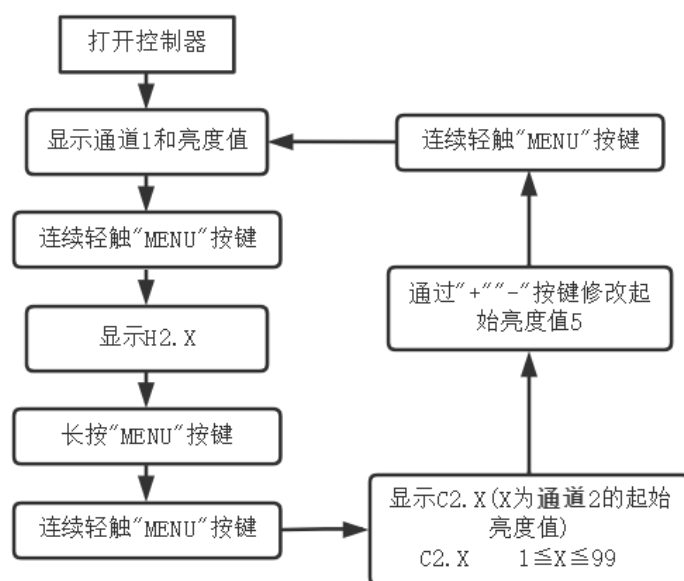 打开控制器
显示通道1和亮度值
连续轻触"MENU"按键
显示H2.X
长按"MENU"按键
连续轻触"MENU"按键
显示C2.X(X为通道2的起始
亮度值)
C2.X 1≦X≦99
通过"+""-"按键修改起
始亮度值5
连续轻触"MENU"按键